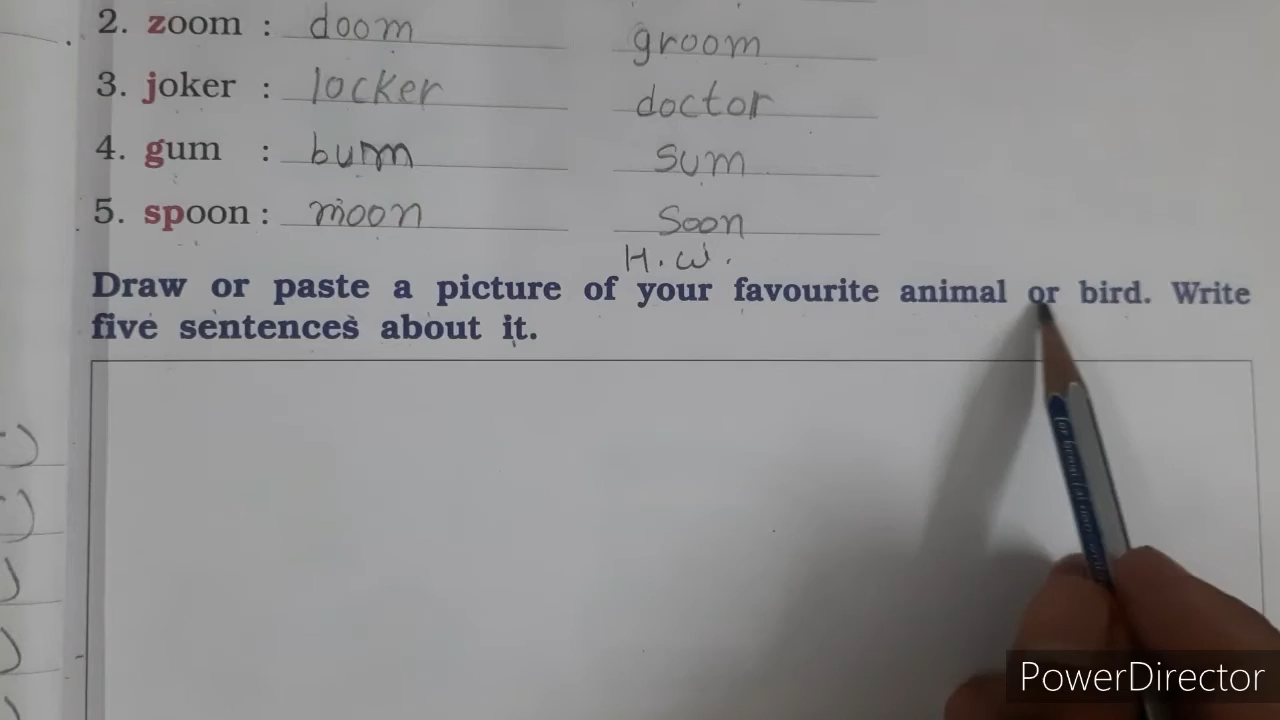 2. zoom : doom groom
3. joker : locker doctor
4. gum : bum sum
5. spoon : moon soon
H.W.
Draw or paste a picture of your favourite animal or bird. Write
five sentences about it.
PowerDirector